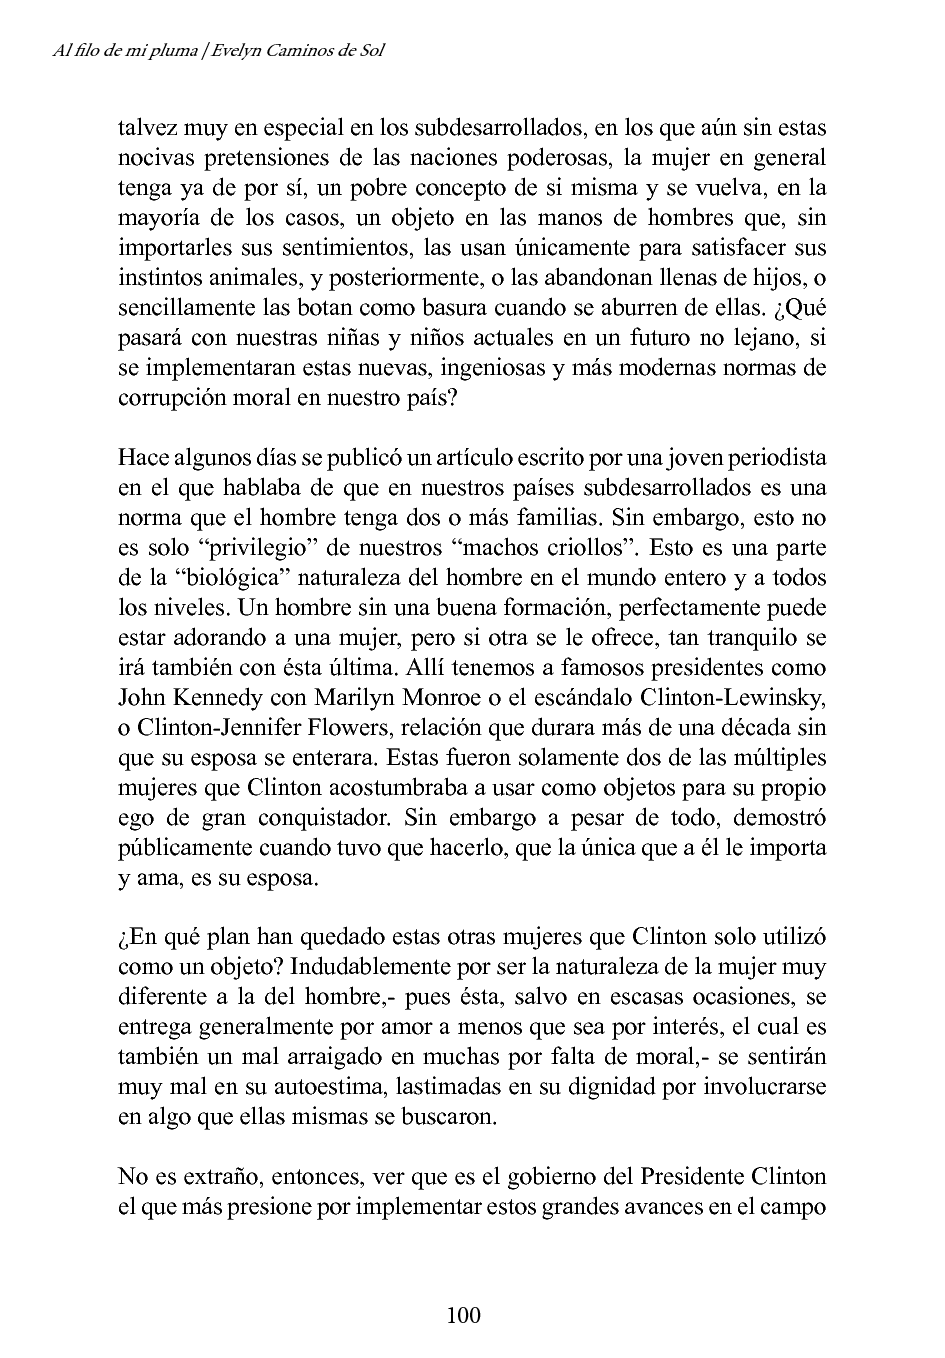 Al filo de mi pluma / Evelyn Caminos de Sol
talvez muy en especial en los subdesarrollados, en los que aún sin estas
nocivas pretensiones de las naciones poderosas, la mujer en general
tenga ya de por sí, un pobre concepto de si misma y se vuelva, en la
mayoría de los casos, un objeto en las manos de hombres que, sin
importarles sus sentimientos, las usan únicamente para satisfacer sus
instintos animales, y posteriormente, o las abandonan llenas de hijos, o
sencillamente las botan como basura cuando se aburren de ellas. ¿Qué
pasará con nuestras niñas y niños actuales en un futuro no lejano, si
se implementaran estas nuevas, ingeniosas y más modernas normas de
corrupción moral en nuestro país?
Hace algunos días se publicó un artículo escrito por una joven periodista
en el que hablaba de que en nuestros países subdesarrollados es una
norma que el hombre tenga dos o más familias. Sin embargo, esto no
es solo “privilegio” de nuestros “machos criollos”. Esto es una parte
de la “biológica” naturaleza del hombre en el mundo entero y a todos
los niveles. Un hombre sin una buena formación, perfectamente puede
estar adorando a una mujer, pero si otra se le ofrece, tan tranquilo se
irá también con ésta última. Allí tenemos a famosos presidentes como
John Kennedy con Marilyn Monroe o el escándalo Clinton-Lewinsky,
o Clinton-Jennifer Flowers, relación que durara más de una década sin
que su esposa se enterara. Estas fueron solamente dos de las múltiples
mujeres que Clinton acostumbraba a usar como objetos para su propio
ego de gran conquistador. Sin embargo a pesar de todo, demostró
públicamente cuando tuvo que hacerlo, que la única que a él le importa
y ama, es su esposa.
¿En qué plan han quedado estas otras mujeres que Clinton solo utilizó
como un objeto? Indudablemente por ser la naturaleza de la mujer muy
diferente a la del hombre,- pues ésta, salvo en escasas ocasiones, se
entrega generalmente por amor a menos que sea por interés, el cual es
también un mal arraigado en muchas por falta de moral,- se sentirán
muy mal en su autoestima, lastimadas en su dignidad por involucrarse
en algo que ellas mismas se buscaron.
No es extraño, entonces, ver que es el gobierno del Presidente Clinton
el que más presione por implementar estos grandes avances en el campo
100